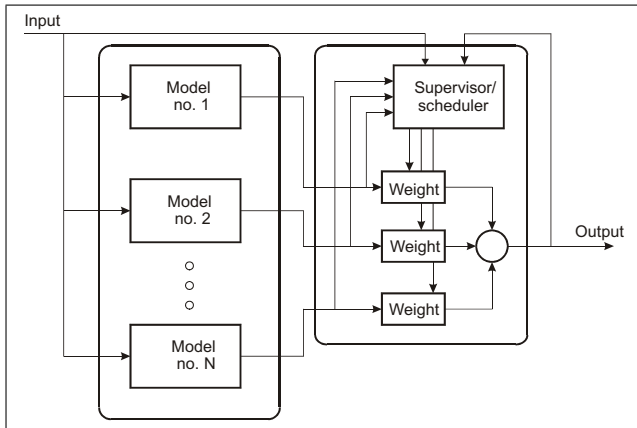 Input
Model
no. 1
Supervisor/
scheduler
Weight
Model
no. 2
Weight
Output
Weight
Model
no. N